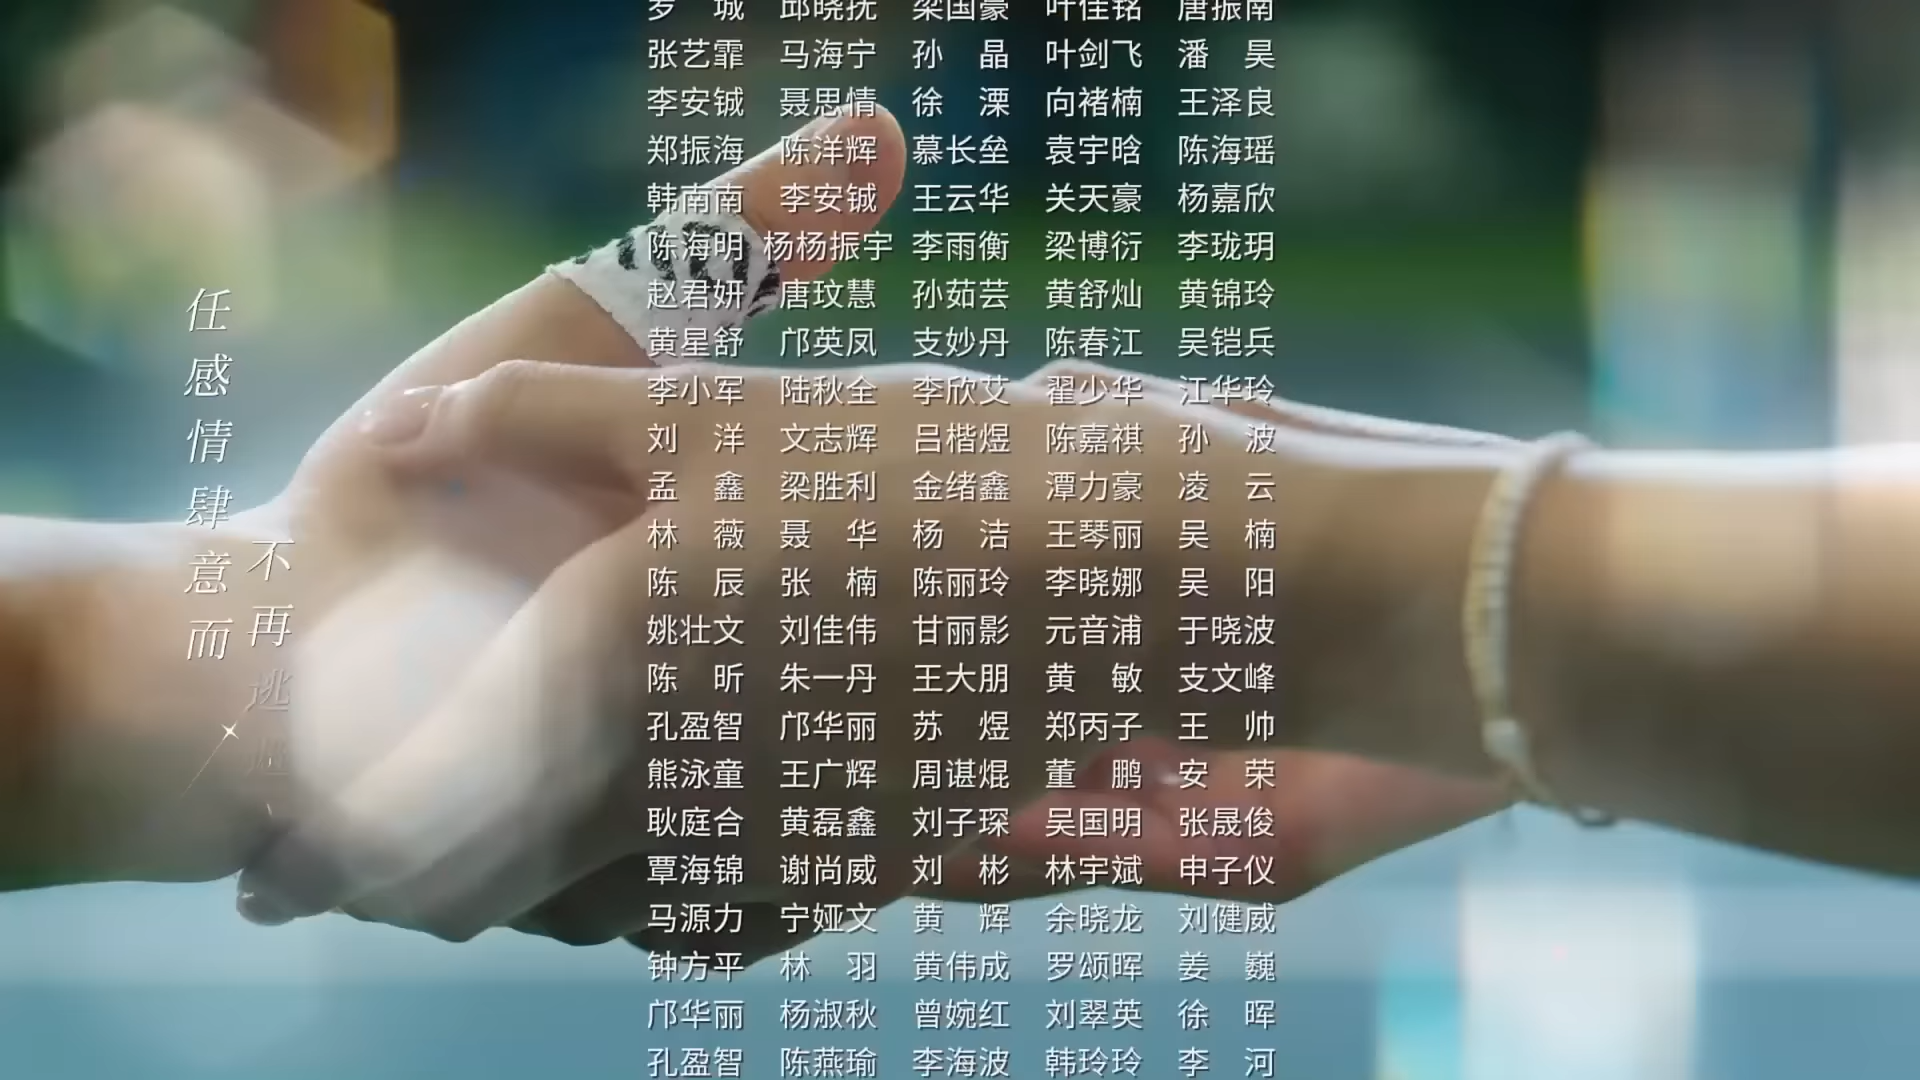 任感情肆意而
不再逃避
罗 城 邱晓抚 梁国豪 叶佳铭 唐振南
张艺霏 马海宁 孙 晶 叶剑飞 潘 昊
李安铖 聂思情 徐 溧 向褚楠 王泽良
郑振海 陈洋辉 慕长垒 袁宇晗 陈海瑶
韩南南 李安铖 王云华 关天豪 杨嘉欣
陈海明 杨杨振宇 李雨衡 梁博衍 李珑玥
赵君妍 唐玟慧 孙茹芸 黄舒灿 黄锦玲
黄星舒 邝英凤 支妙丹 陈春江 吴铠兵
李小军 陆秋全 李欣艾 翟少华 江华玲
刘 洋 文志辉 吕楷煜 陈嘉祺 孙 波
孟 鑫 梁胜利 金绪鑫 潭力豪 凌 云
林 薇 聂 华 杨 洁 王琴丽 吴 楠
陈 辰 张 楠 陈丽玲 李晓娜 吴 阳
姚壮文 刘佳伟 甘丽影 元音浦 于晓波
陈 昕 朱一丹 王大朋 黄 敏 支文峰
孔盈智 邝华丽 苏 煜 郑丙子 王 帅
熊泳童 王广辉 周谌焜 董 鹏 安 荣
耿庭合 黄磊鑫 刘子琛 吴国明 张晟俊
覃海锦 谢尚威 刘 彬 林宇斌 申子仪
马源力 宁娅文 黄 辉 余晓龙 刘健威
钟方平 林 羽 黄伟成 罗颂晖 姜 巍
邝华丽 杨淑秋 曾婉红 刘翠英 徐 晖
孔盈智 陈燕瑜 李海波 韩玲玲 李 河